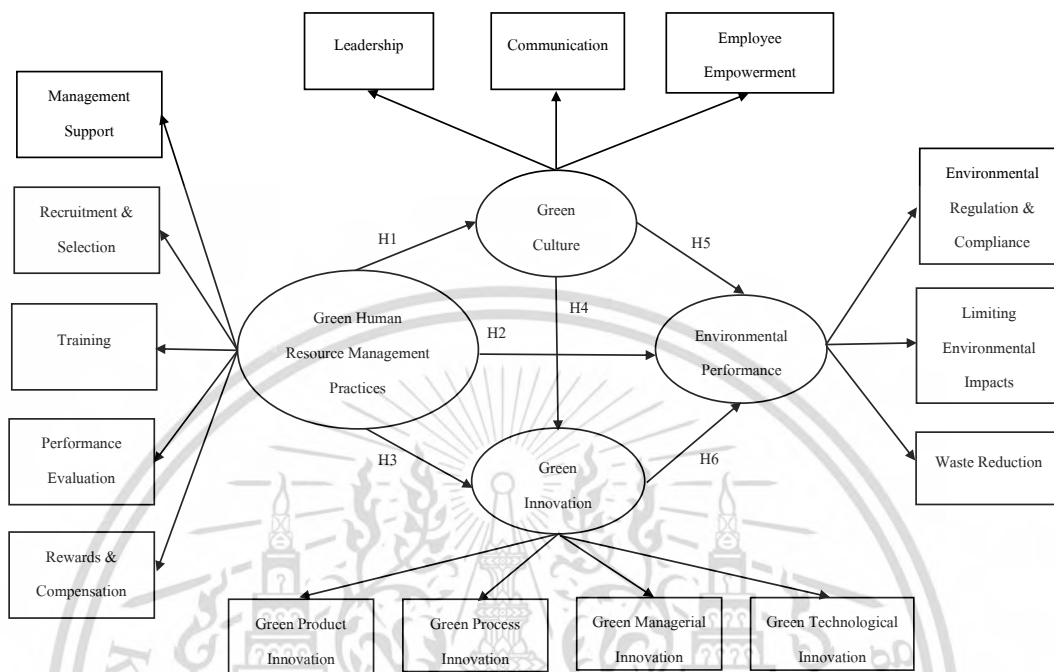 Leadership
Communication
Employee
Empowerment
Management
Support
Recruitment &
Selection
Training
Performance
Evaluation
Rewards &
Compensation
Green
Culture
H1
H5
H4
Green Human
Resource Management
Practices
H2
Environmental
Performance
H3
H6
Green
Innovation
Environmental
Regulation &
Compliance
Limiting
Environmental
Impacts
Waste Reduction
Green Product
Innovation
Green Process
Innovation
Green Managerial
Innovation
Green Technological
Innovation